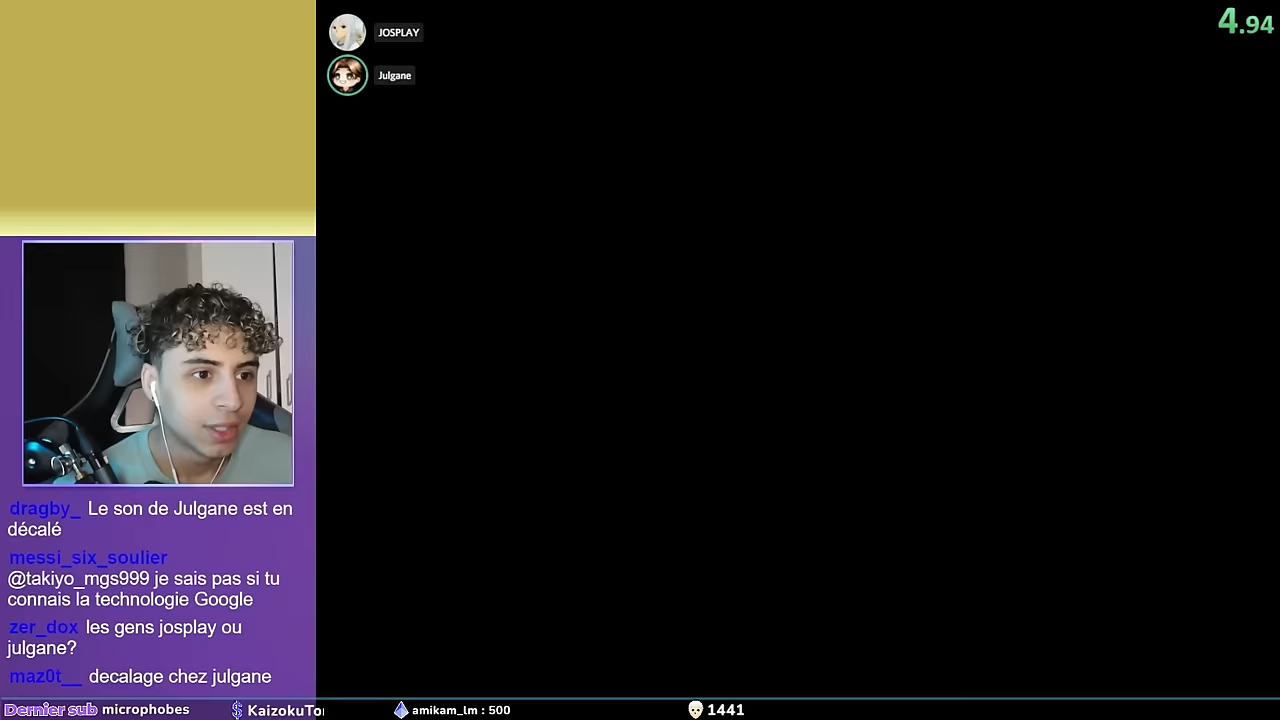 JOSPLAY
Julgane
4.94
dragby_ Le son de Julgane est en
décalé
messi_six_soulier
@takiyo_mgs999 je sais pas si tu
connais la technologie Google
zer_dox les gens josplay ou
julgane?
maz0t__ decalage chez julgane
Dernier sub microphobes
KaizokuTo
amikam_lm : 500
1441